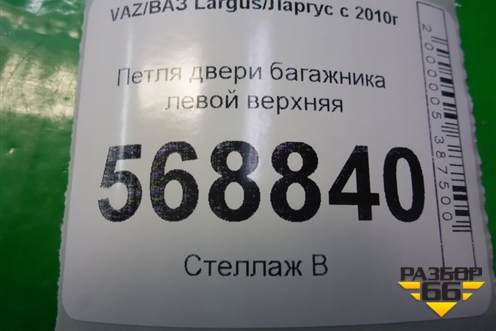 VAZ/ВАЗ Largus/Ларгус с 2010г
Петля двери багажника
левой верхняя
568840
Стеллаж В
2000005387500
РАЗБОР
66